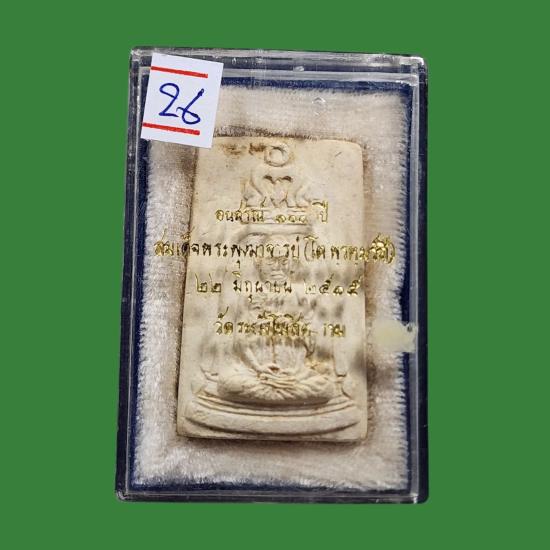 26
อนุสรณ์ ๑๐๐ ปี
สมเด็จพระพุฒาจารย์ (โต พรหมรังสี)
๒๒ มิถุนายน ๒๕๑๕
วัดระฆังโฆสิตาราม